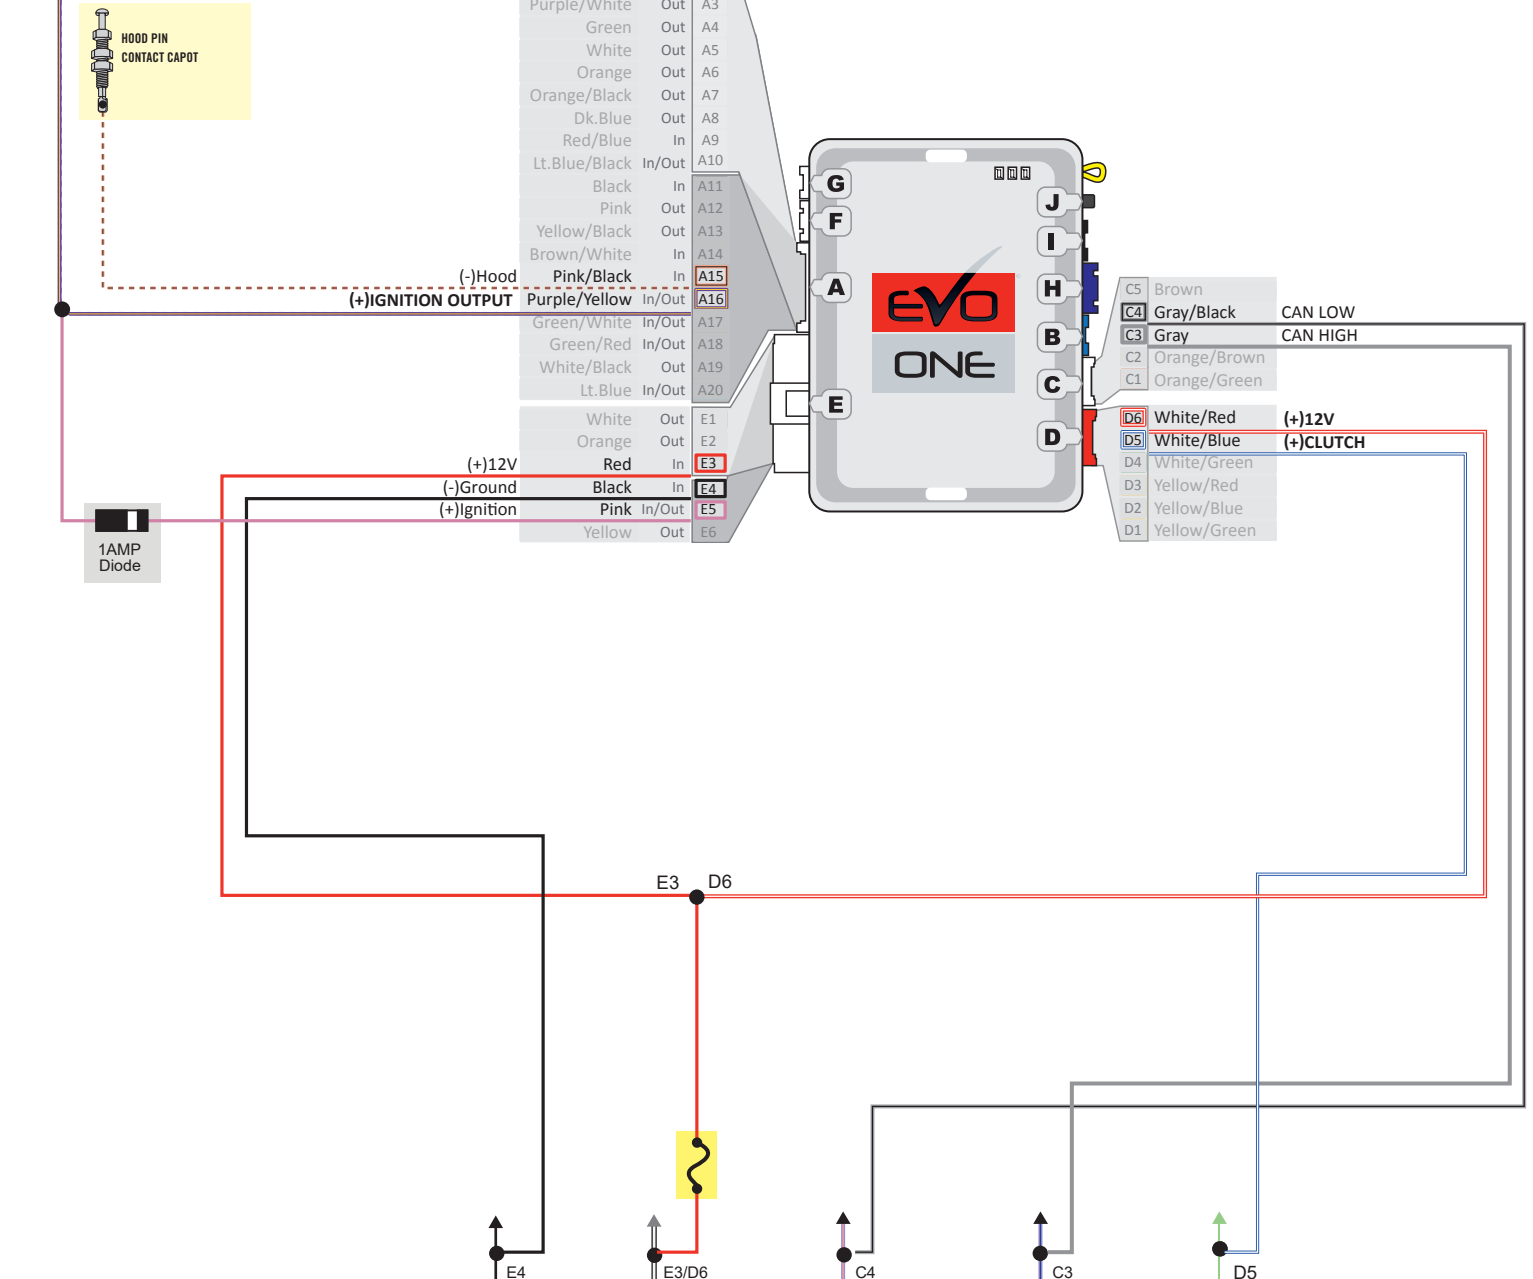 HOOD PIN
CONTACT CAPOT
Purple/White Out A3
Green Out A4
White Out A5
Orange Out A6
Orange/Black Out A7
Dk.Blue Out A8
Red/Blue In A9
Lt.Blue/Black In/Out A10
Black In A11
Pink Out A12
Yellow/Black Out A13
Brown/White In A14
(-)Hood Pink/Black In A15
(+)IGNITION OUTPUT Purple/Yellow In/Out A16
Green/White In/Out A17
Green/Red In/Out A18
White/Black Out A19
Lt.Blue In/Out A20
White Out E1
Orange Out E2
(+)12V Red In E3
(-)Ground Black In E4
(+)Ignition Pink In/Out E5
Yellow Out E6
1AMP
Diode
G
F
A
E
J
I
H
B
C
D
EVO
ONE
C5 Brown
C4 Gray/Black CAN LOW
C3 Gray CAN HIGH
C2 Orange/Brown
C1 Orange/Green
D6 White/Red (+)12V
D5 White/Blue (+)CLUTCH
D4 White/Green
D3 Yellow/Red
D2 Yellow/Blue
D1 Yellow/Green
E3 D6
E4
E3/D6
C4
C3
D5